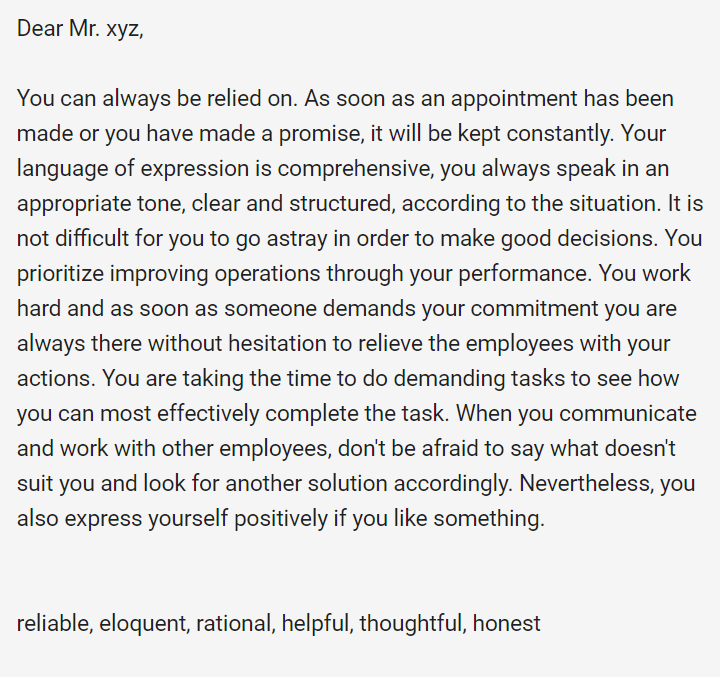 Dear Mr. xyz,
You can always be relied on. As soon as an appointment has been
made or you have made a promise, it will be kept constantly. Your
language of expression is comprehensive, you always speak in an
appropriate tone, clear and structured, according to the situation. It is
not difficult for you to go astray in order to make good decisions. You
prioritize improving operations through your performance. You work
hard and as soon as someone demands your commitment you are
always there without hesitation to relieve the employees with your
actions. You are taking the time to do demanding tasks to see how
you can most effectively complete the task. When you communicate
and work with other employees, don't be afraid to say what doesn't
suit you and look for another solution accordingly. Nevertheless, you
also express yourself positively if you like something.
reliable, eloquent, rational, helpful, thoughtful, honest